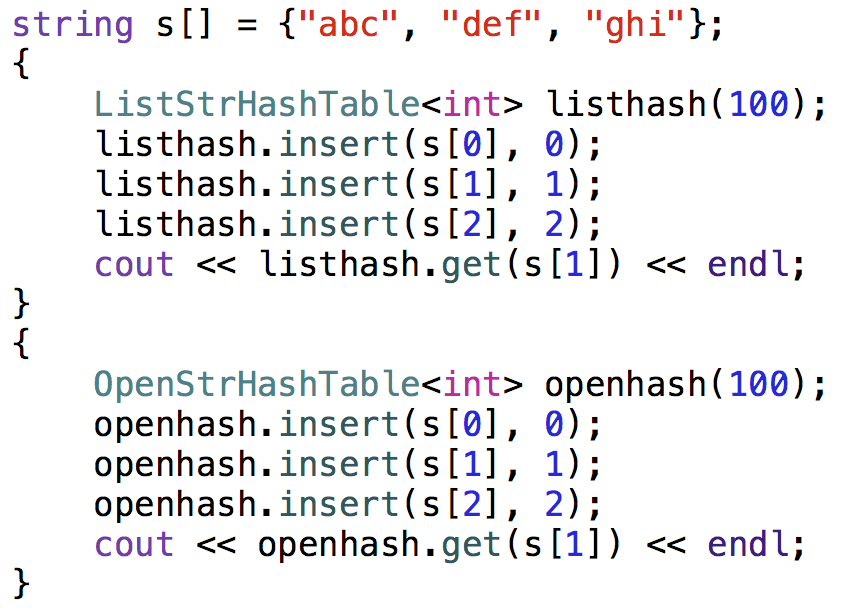 string s[] = {"abc", "def", "ghi"};
{
    ListStrHashTable<int> listhash(100);
    listhash.insert(s[0], 0);
    listhash.insert(s[1], 1);
    listhash.insert(s[2], 2);
    cout << listhash.get(s[1]) << endl;
}
{
    OpenStrHashTable<int> openhash(100);
    openhash.insert(s[0], 0);
    openhash.insert(s[1], 1);
    openhash.insert(s[2], 2);
    cout << openhash.get(s[1]) << endl;
}